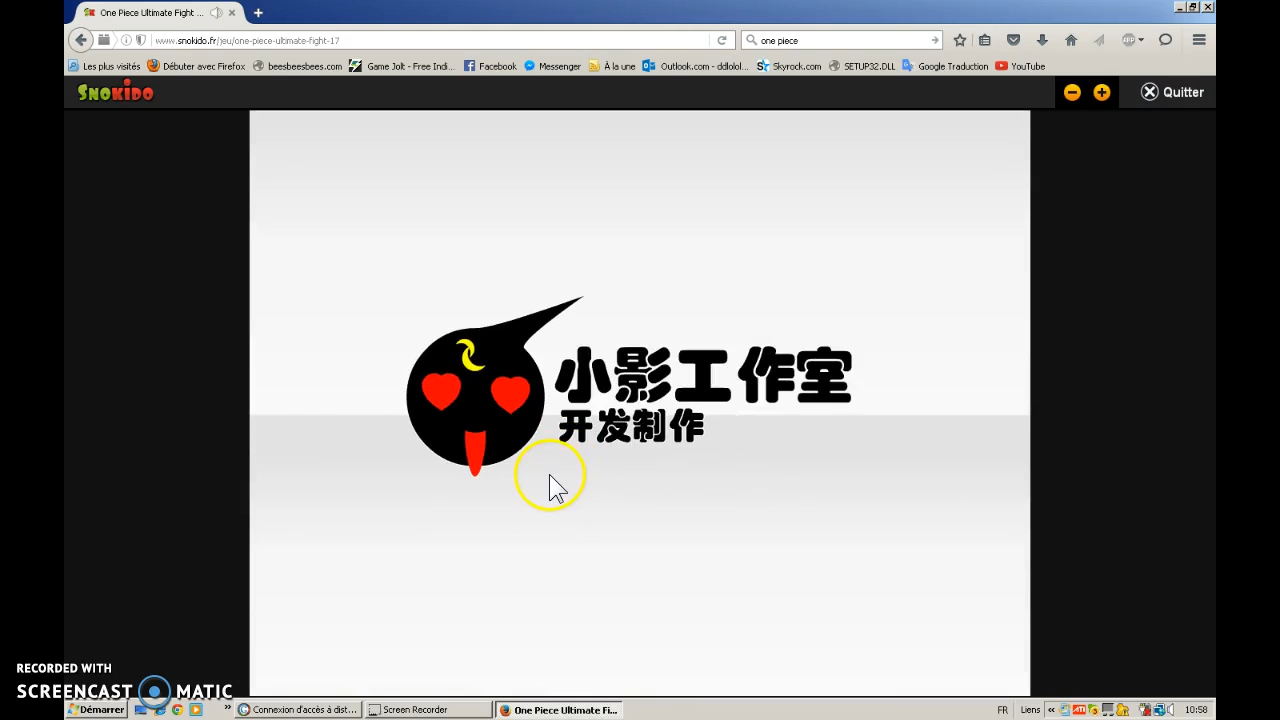 One Piece Ultimate Fight ...
www.snokido.fr/jeu/one-piece-ultimate-fight-17
one piece
ABP
Les plus visités
Débuter avec Firefox
beesbeesbees.com
Game Jolt - Free Indi...
Facebook
Messenger
À la une
Outlook.com - ddlolol...
Skyrock.com
SETUP32.DLL
Google Traduction
YouTube
SNOKIDO
Quitter
小影工作室
开发制作
RECORDED WITH
SCREENCAST MATIC
Démarrer
Connexion d'accès à dist...
Screen Recorder
One Piece Ultimate Fi...
FR
Liens
10:58